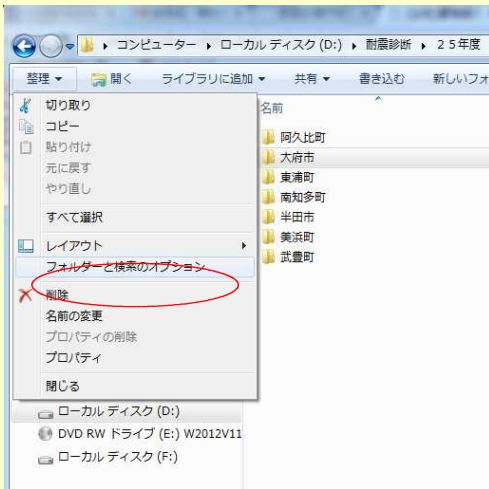 コンピューター ▸ ローカル ディスク (D:) ▸ 耐震診断 ▸ 25年度
整理 開く ライブラリに追加 共有 書き込む 新しいフォ
切り取り
コピー
貼り付け
元に戻す
やり直し
すべて選択
レイアウト
フォルダーと検索のオプション
削除
名前の変更
プロパティの削除
プロパティ
閉じる
名前
阿久比町
大府市
東浦町
南知多町
半田市
美浜町
武豊町
ローカル ディスク (D:)
DVD RW ドライブ (E:) W2012V11
ローカル ディスク (F:)